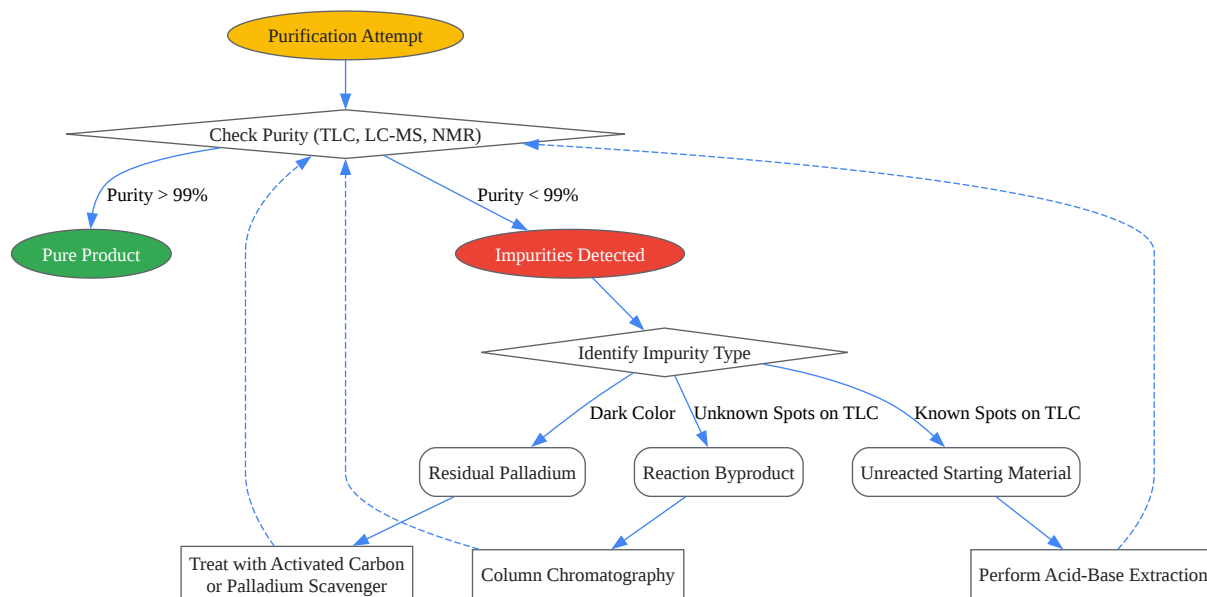 Purification Attempt
Check Purity (TLC, LC-MS, NMR)
Purity > 99%
Purity < 99%
Pure Product
Impurities Detected
Identify Impurity Type
Dark Color
Unknown Spots on TLC
Known Spots on TLC
Residual Palladium
Reaction Byproduct
Unreacted Starting Material
Treat with Activated Carbon
or Palladium Scavenger
Column Chromatography
Perform Acid-Base Extraction